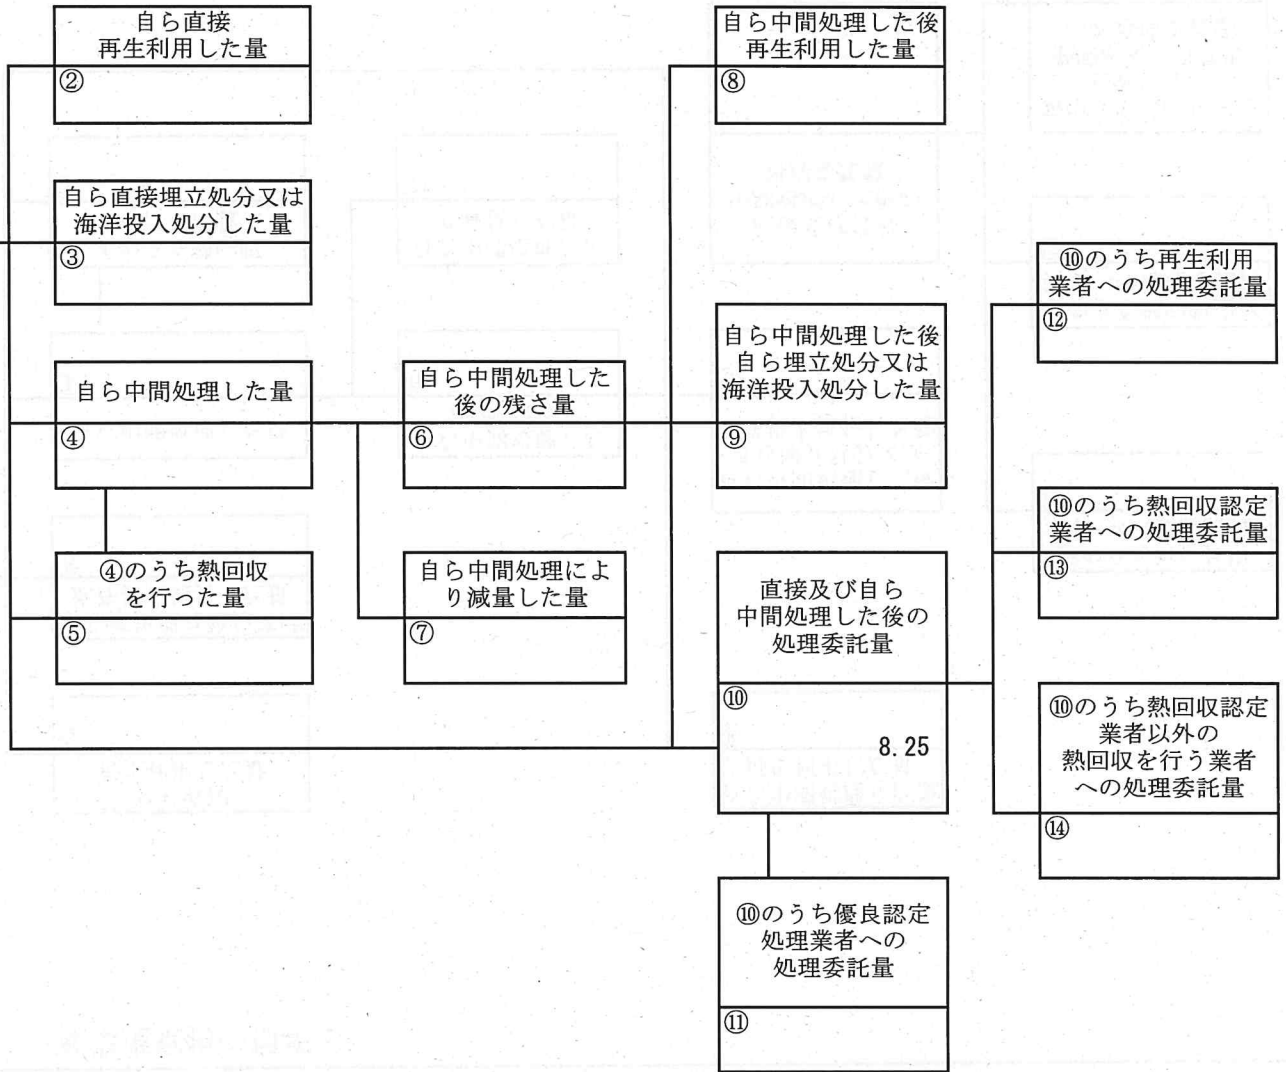 自ら直接
再生利用した量
②
自ら直接埋立処分又は
海洋投入処分した量
③
自ら中間処理した量
④
④のうち熱回収
を行った量
⑤
自ら中間処理した
後の残さ量
⑥
自ら中間処理によ
り減量した量
⑦
自ら中間処理した後
再生利用した量
⑧
自ら中間処理した後
自ら埋立処分又は
海洋投入処分した量
⑨
直接及び自ら
中間処理した後の
処理委託量
⑩
8.25
⑩のうち優良認定
処理業者への
処理委託量
⑪
⑩のうち再生利用
業者への処理委託量
⑫
⑩のうち熱回収認定
業者への処理委託量
⑬
⑩のうち熱回収認定
業者以外の
熱回収を行う業者
への処理委託量
⑭